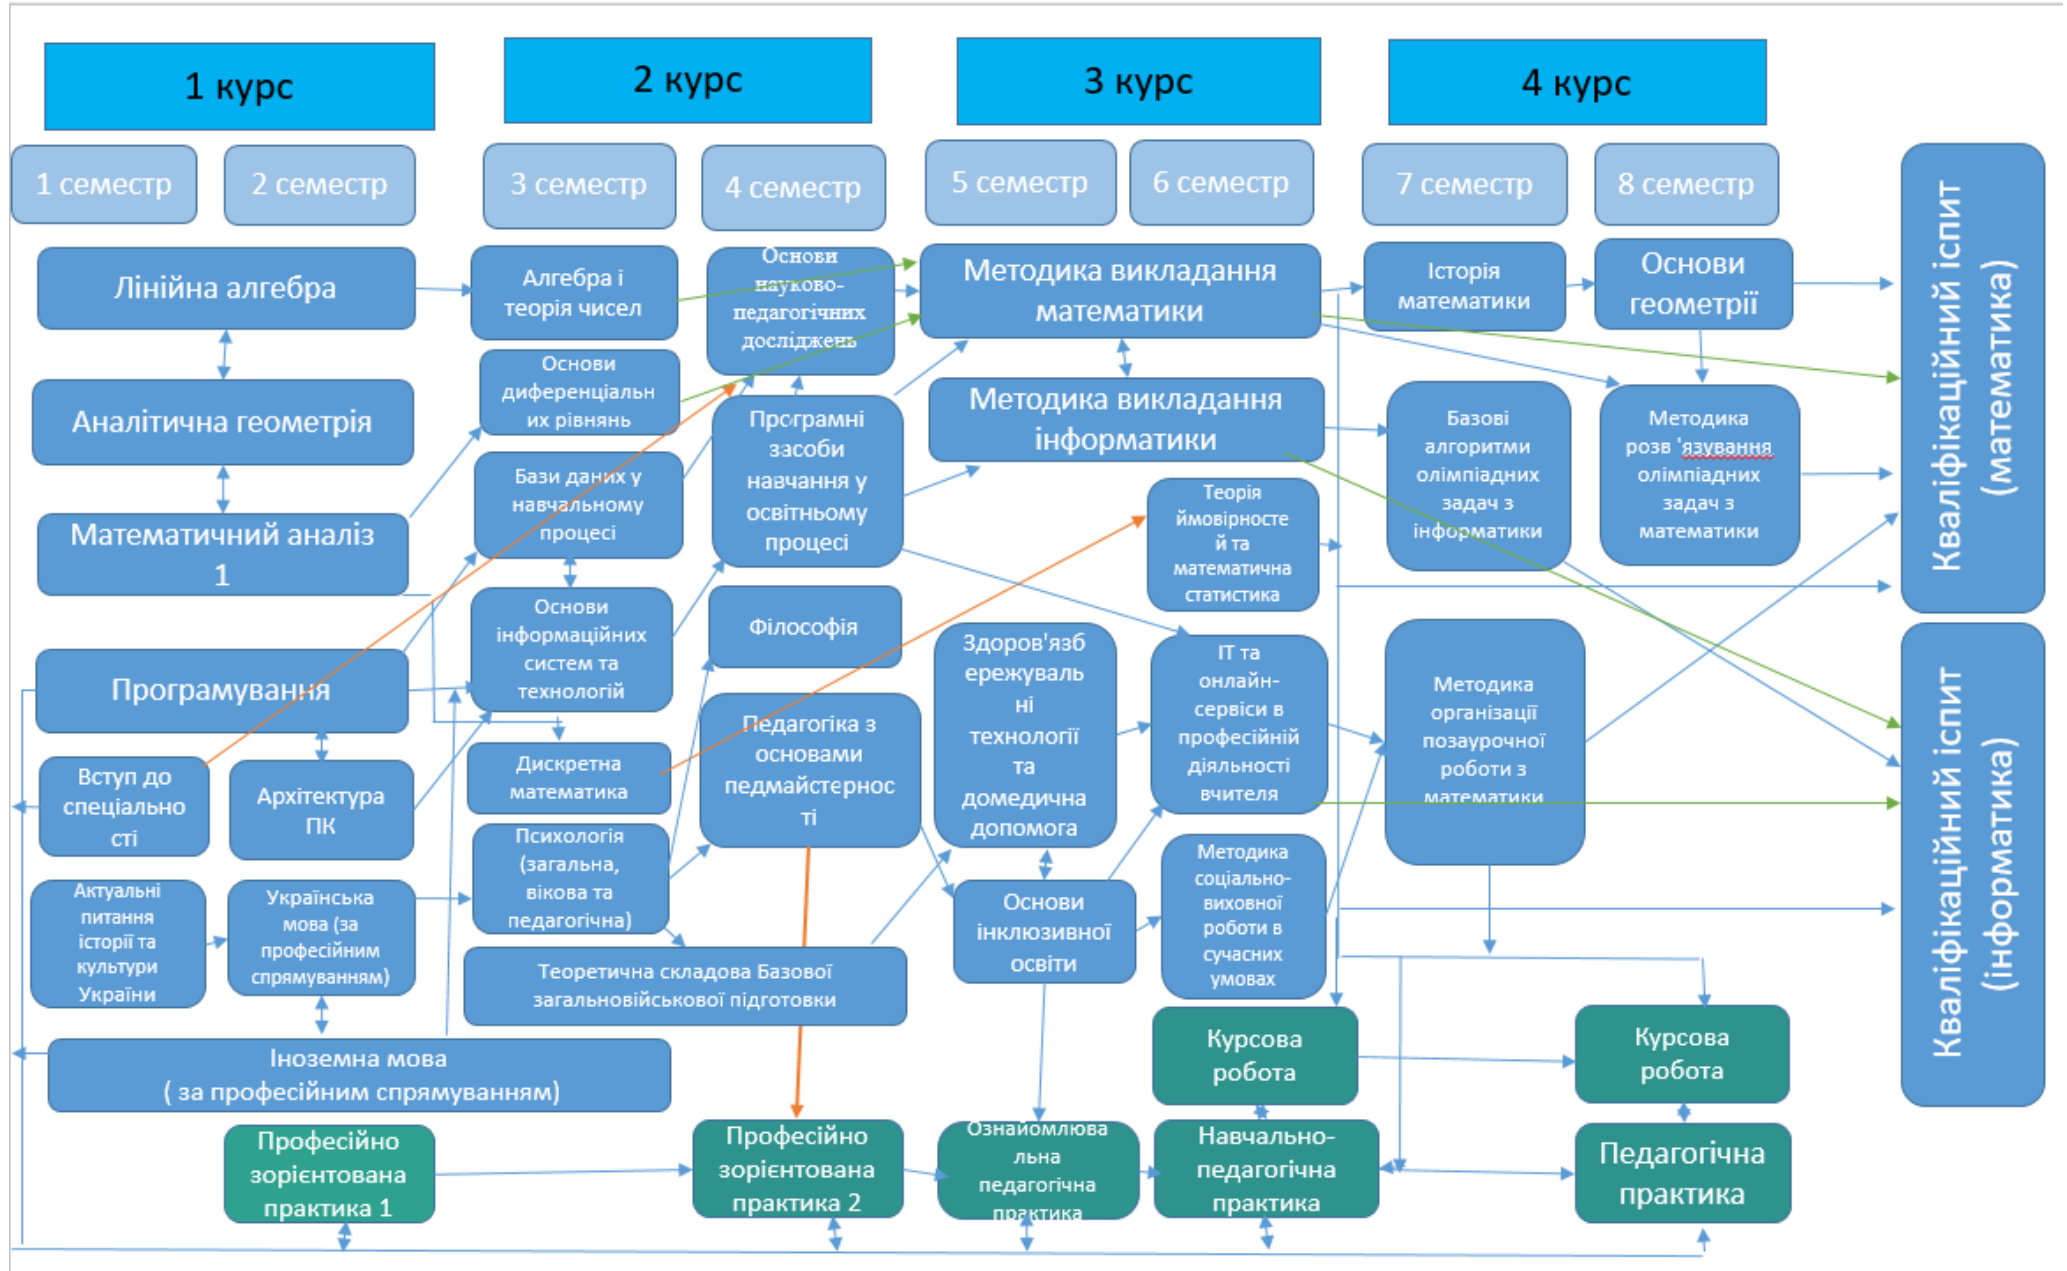 1 курс
2 курс
3 курс
4 курс
1 семестр
2 семестр
3 семестр
4 семестр
5 семестр
6 семестр
7 семестр
8 семестр
Лінійна алгебра
Аналітична геометрія
Математичний аналіз
1
Програмування
Вступ до
спеціально
сті
Архітектура
ПК
Актуальні
питання
історії та
культури
України
Українська
мова (за
професійним
спрямуванням)
Іноземна мова
( за професійним спрямуванням)
Професійно
зорієнтована
практика 1
Алгебра і
теорія чисел
Основи
диференціальн
их рівнянь
Бази даних у
навчальному
процесі
Основи
інформаційних
систем та
технологій
Дискретна
математика
Психологія
(загальна,
вікова та
педагогічна)
Теоретична складова Базової
загальновійськової підготовки
Основи
науково-
педагогічних
досліджень
Програмні
засоби
навчання у
освітньому
процесі
Філософія
Педагогіка з
основами
педмайстернос
ті
Професійно
зорієнтована
практика 2
Методика викладання
математики
Методика викладання
інформатики
Теорія
ймовірносте
й та
математична
статистика
Здоров'язб
ережуваль
ні
технології
та
домедична
допомога
ІТ та
онлайн-
сервіси в
професійній
діяльності
вчителя
Основи
інклюзивної
освіти
Методика
соціально-
виховної
роботи в
сучасних
умовах
Курсова
робота
Ознайомлюва
льна
педагогічна
практика
Навчально-
педагогічна
практика
Історія
математики
Основи
геометрії
Базові
алгоритми
олімпіадних
задач з
інформатики
Методика
розв 'язування
олімпіадних
задач з
математики
Методика
організації
позаурочної
роботи з
математики
Курсова
робота
Педагогічна
практика
Кваліфікаційний іспит
(математика)
Кваліфікаційний іспит
(інформатика)